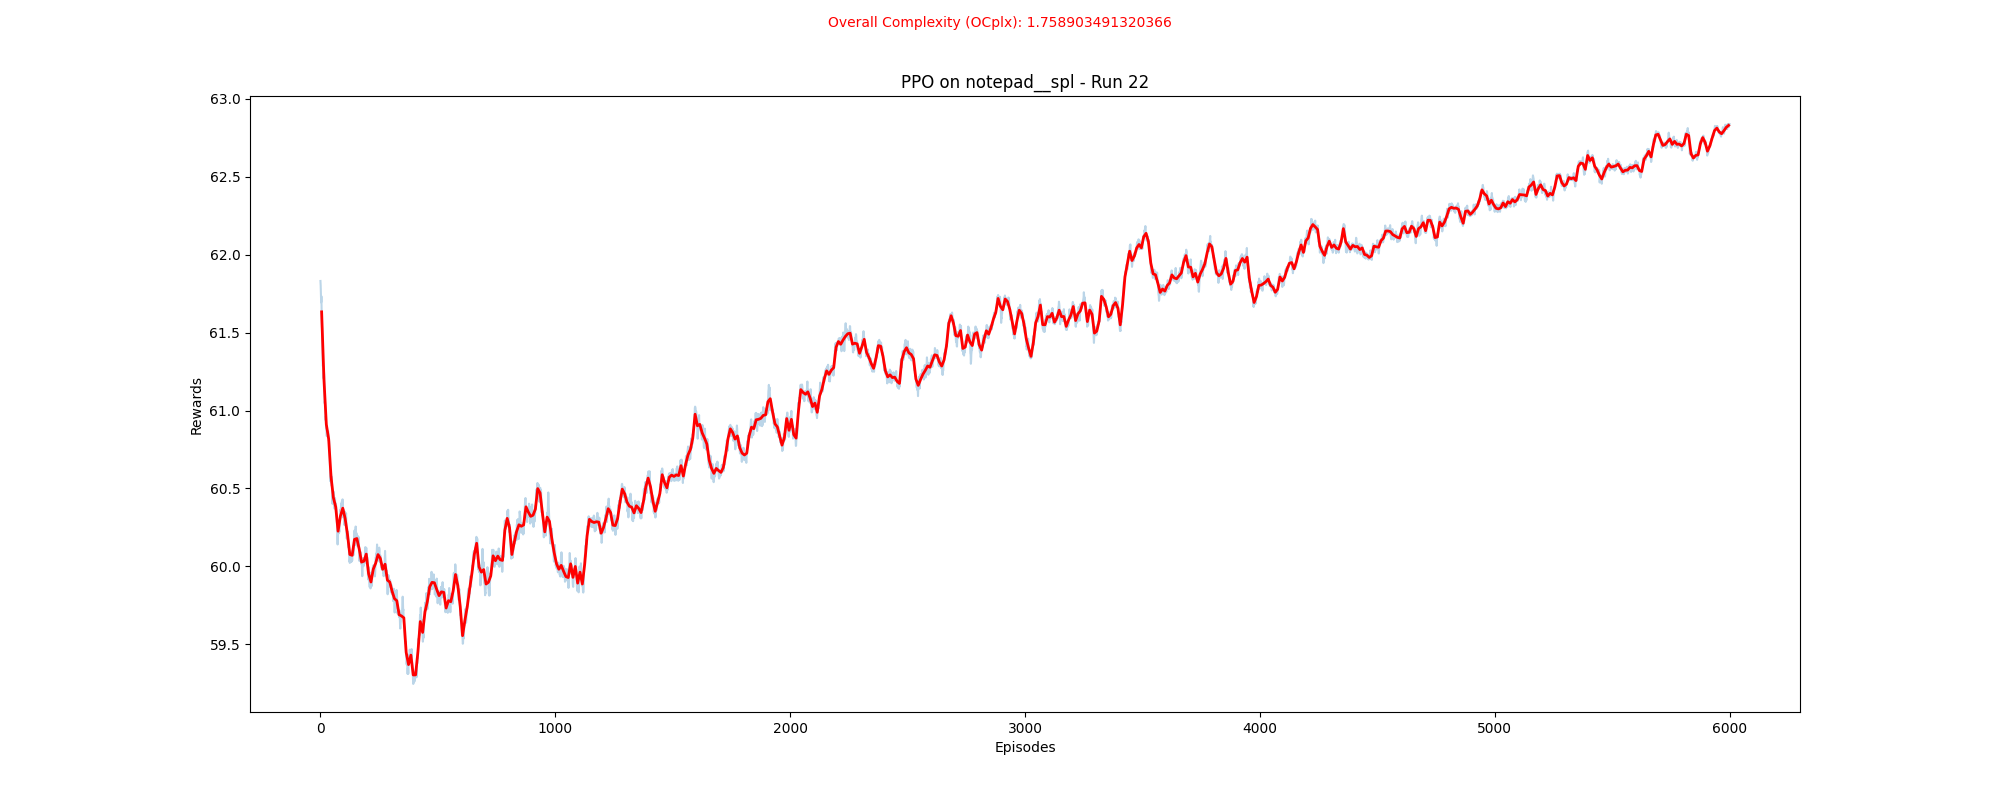 Overall Complexity (OCplx): 1.758903491320366
PPO on notepad__spl - Run 22
63.0
62.5
62.0
61.5
61.0
60.5
60.0
59.5
Rewards
0 1000 2000 3000 4000 5000 6000
Episodes